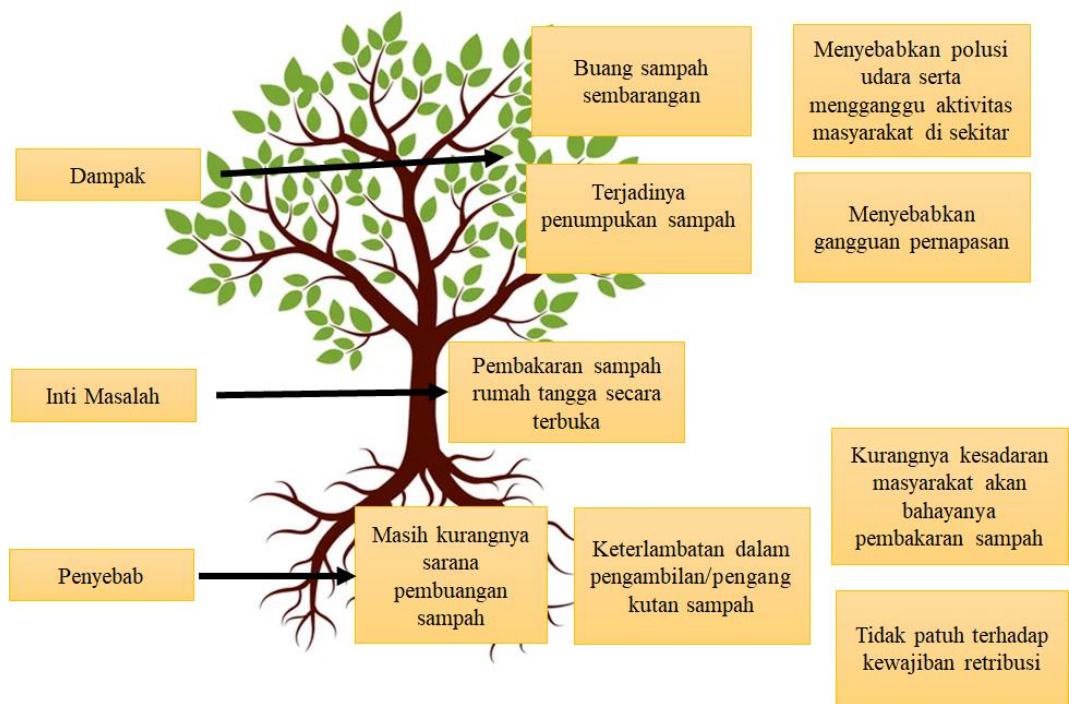 Buang sampah
sembarangan
Menyebabkan polusi
udara serta
mengganggu aktivitas
masyarakat di sekitar
Dampak
Terjadinya
penumpukan sampah
Menyebabkan
gangguan pernapasan
Inti Masalah
Pembakaran sampah
rumah tangga secara
terbuka
Penyebab
Masih kurangnya
sarana
pembuangan
sampah
Keterlambatan dalam
pengambilan/pengang
kutan sampah
Kurangnya kesadaran
masyarakat akan
bahayanya
pembakaran sampah
Tidak patuh terhadap
kewajiban retribusi